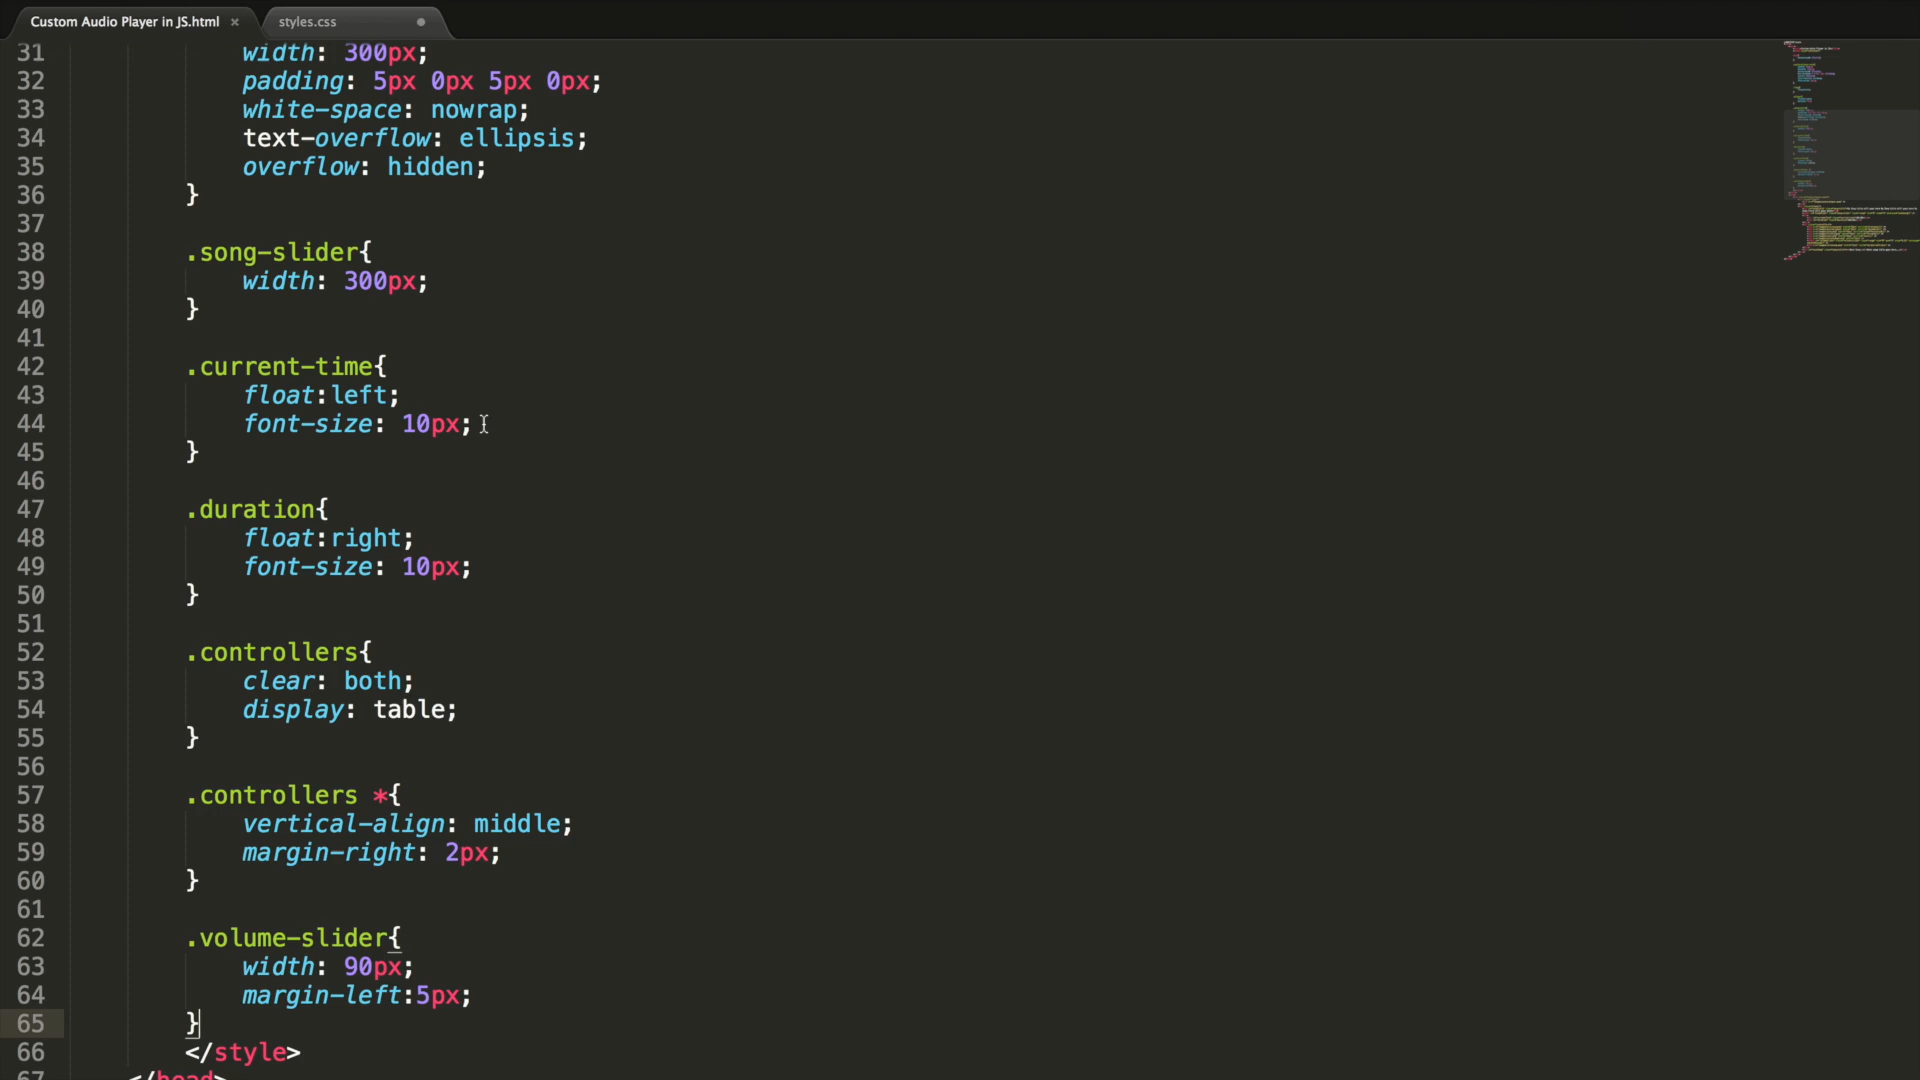 Custom Audio Player in JS.html × styles.css
31 width: 300px;
32 padding: 5px 0px 5px 0px;
33 white-space: nowrap;
34 text-overflow: ellipsis;
35 overflow: hidden;
36 }
37
38 .song-slider{
39 width: 300px;
40 }
41
42 .current-time{
43 float:left;
44 font-size: 10px;
45 }
46
47 .duration{
48 float:right;
49 font-size: 10px;
50 }
51
52 .controllers{
53 clear: both;
54 display: table;
55 }
56
57 .controllers *{
58 vertical-align: middle;
59 margin-right: 2px;
60 }
61
62 .volume-slider{
63 width: 90px;
64 margin-left:5px;
65 }
66 </style>
67 </head>